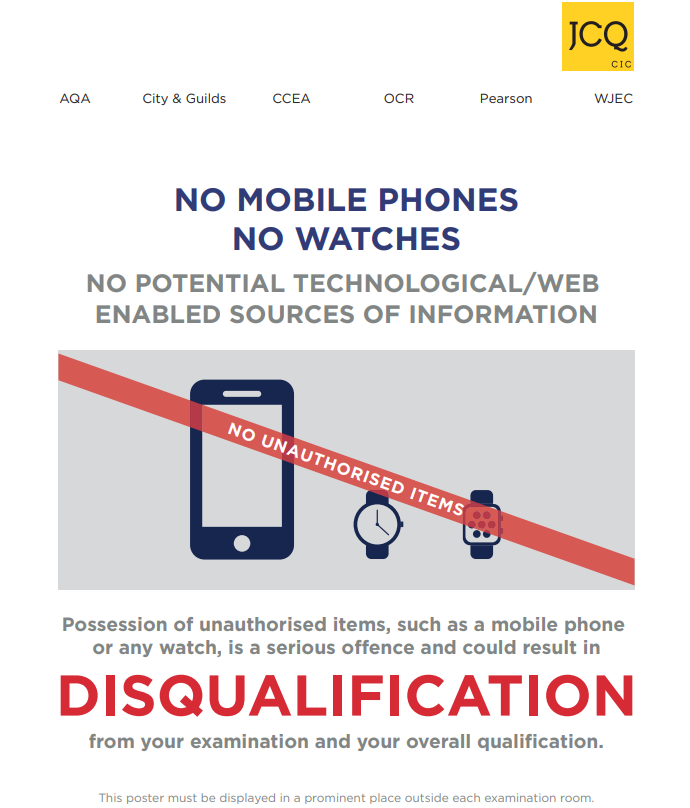 JCQ
CIC
AQA City & Guilds CCEA OCR Pearson WJEC
NO MOBILE PHONES
NO WATCHES
NO POTENTIAL TECHNOLOGICAL/WEB
ENABLED SOURCES OF INFORMATION
NO UNAUTHORISED ITEMS
Possession of unauthorised items, such as a mobile phone
or any watch, is a serious offence and could result in
DISQUALIFICATION
from your examination and your overall qualification.
This poster must be displayed in a prominent place outside each examination room.